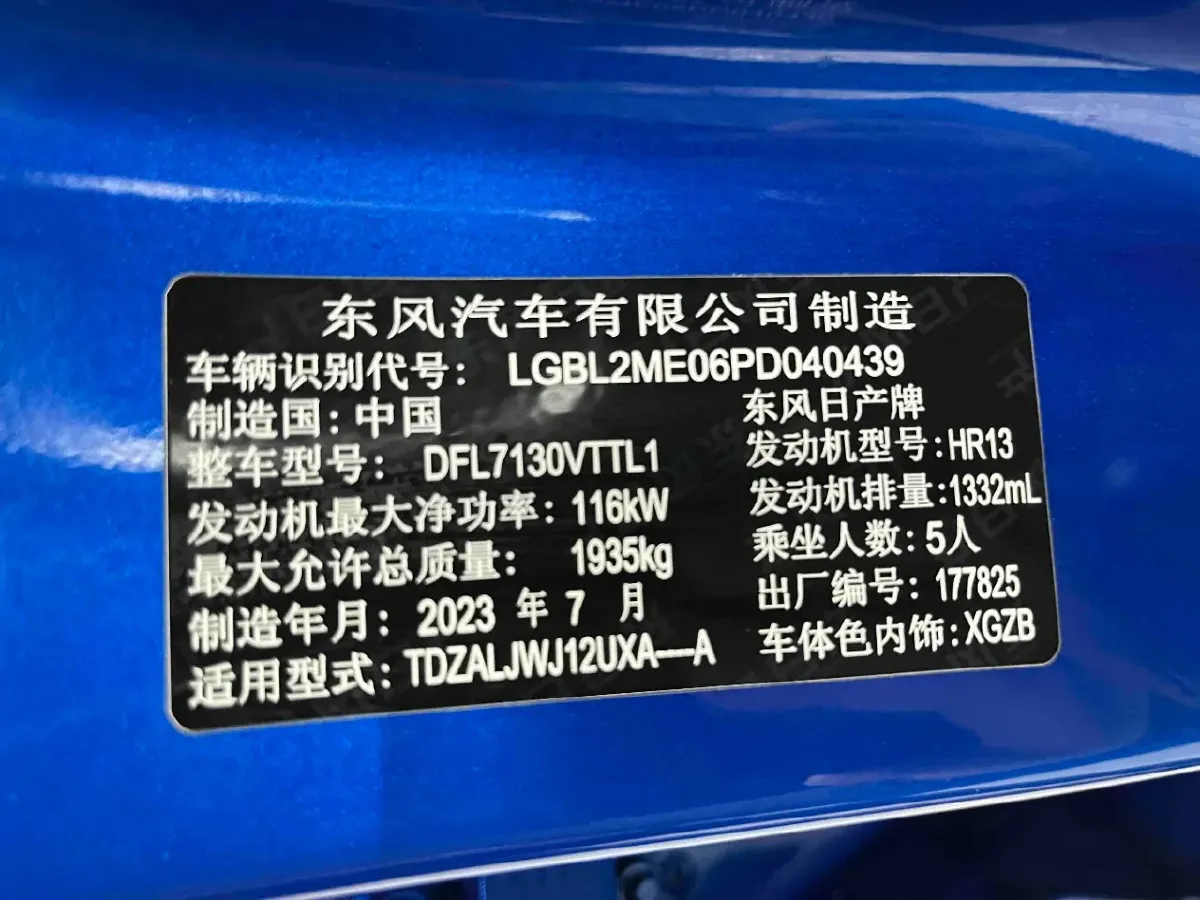 东风汽车有限公司制造
车辆识别代号： LGBL2ME06PD040439
制造国：中国 东风日产牌
整车型号： DFL7130VTTL1 发动机型号：HR13
发动机最大净功率：116kW 发动机排量：1332mL
最大允许总质量： 1935kg 乘坐人数：5人
制造年月：2023 年 7 月 出厂编号：177825
适用型式：TDZALJWJ12UXA—A 车体色内饰：XGZB